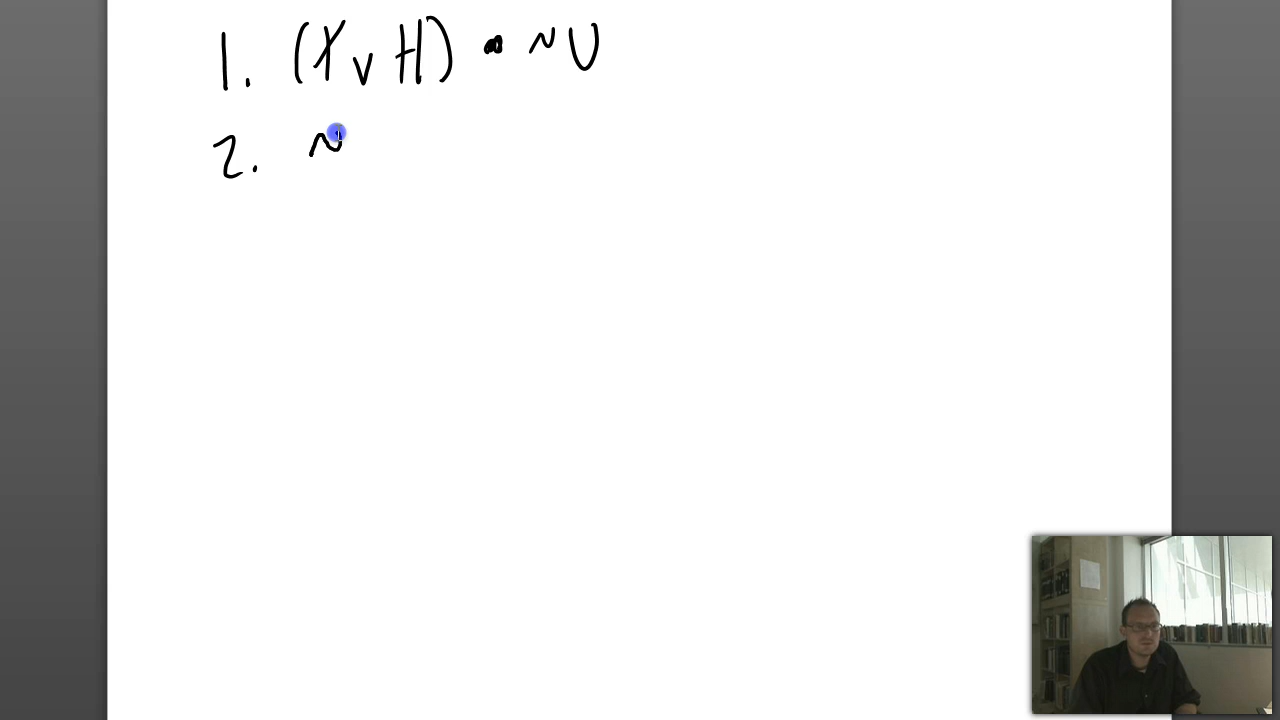 1. (X v H) • ~U
2. ~